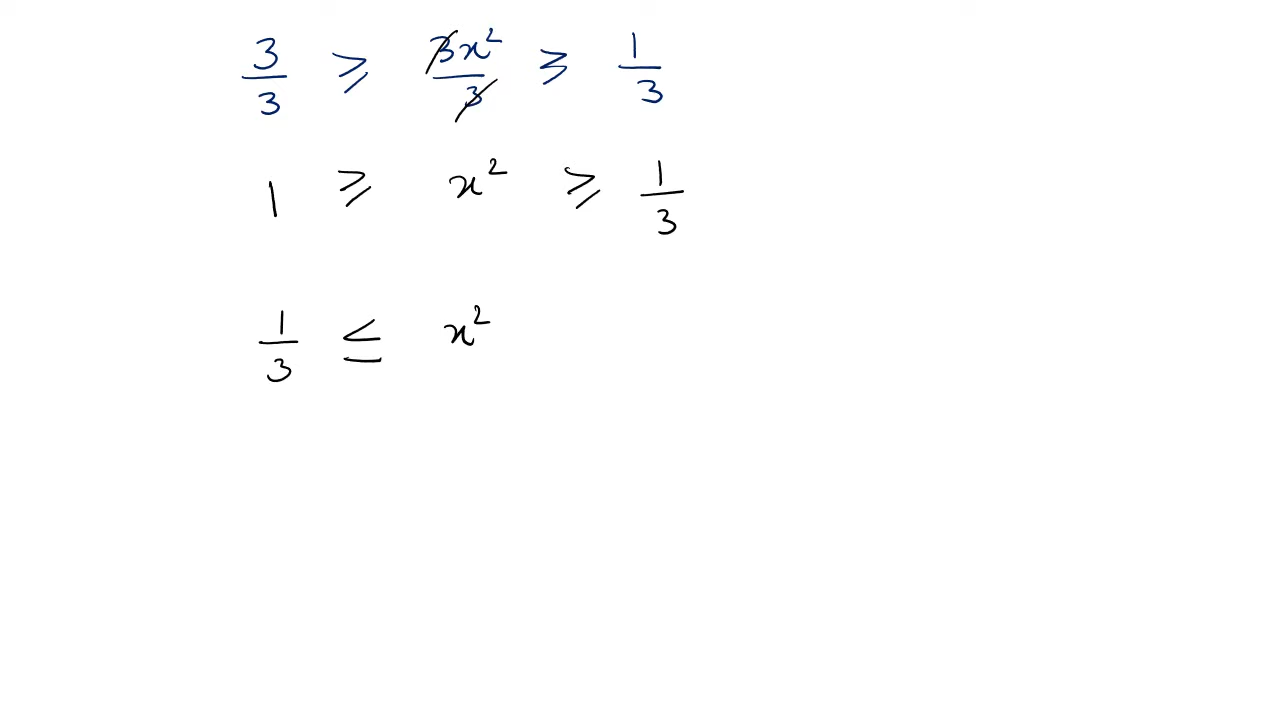 3/3 ≥ 3x²/3 ≥ 1/3
1 ≥ x² ≥ 1/3
1/3 ≤ x²